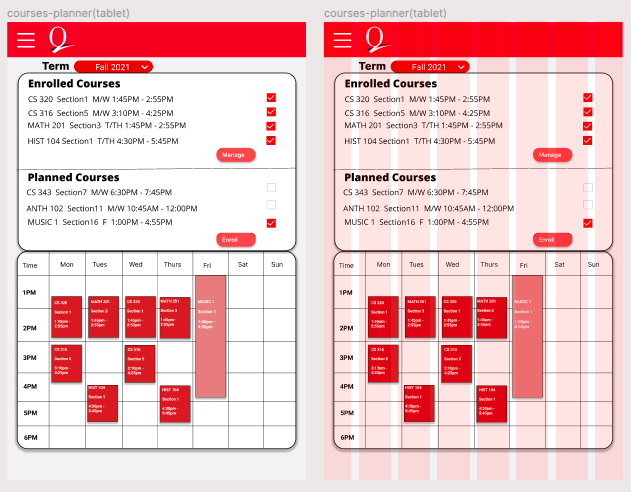 courses-planner(tablet)
Q
Term Fall 2021
Enrolled Courses
CS 320 Section1 M/W 1:45PM - 2:55PM
CS 316 Section5 M/W 3:10PM - 4:25PM
MATH 201 Section3 T/TH 1:45PM - 2:55PM
HIST 104 Section1 T/TH 4:30PM - 5:45PM
Manage
Planned Courses
CS 343 Section7 M/W 6:30PM - 7:45PM
ANTH 102 Section11 M/W 10:45AM - 12:00PM
MUSIC 1 Section16 F 1:00PM - 4:55PM
Enroll
Time Mon Tues Wed Thurs Fri Sat Sun
1PM
2PM
3PM
4PM
5PM
6PM
CS 320
Section 1
1:45pm -
2:55pm
CS 316
Section 5
3:10pm -
4:25pm
MATH 201
Section 3
1:45pm -
2:55pm
HIST 104
Section 1
4:30pm -
5:45pm
CS 320
Section 1
1:45pm -
2:55pm
CS 316
Section 5
3:10pm -
4:25pm
MATH 201
Section 3
1:45pm -
2:55pm
HIST 104
Section 1
4:30pm -
5:45pm
MUSIC 1
Section 1
1:00pm -
4:55pm
courses-planner(tablet)
Q
Term Fall 2021
Enrolled Courses
CS 320 Section1 M/W 1:45PM - 2:55PM
CS 316 Section5 M/W 3:10PM - 4:25PM
MATH 201 Section3 T/TH 1:45PM - 2:55PM
HIST 104 Section1 T/TH 4:30PM - 5:45PM
Manage
Planned Courses
CS 343 Section7 M/W 6:30PM - 7:45PM
ANTH 102 Section11 M/W 10:45AM - 12:00PM
MUSIC 1 Section16 F 1:00PM - 4:55PM
Enroll
Time Mon Tues Wed Thurs Fri Sat Sun
1PM
2PM
3PM
4PM
5PM
6PM
CS 320
Section 1
1:45pm -
2:55pm
CS 316
Section 5
3:10pm -
4:25pm
MATH 201
Section 3
1:45pm -
2:55pm
HIST 104
Section 1
4:30pm -
5:45pm
CS 320
Section 1
1:45pm -
2:55pm
CS 316
Section 5
3:10pm -
4:25pm
MATH 201
Section 3
1:45pm -
2:55pm
HIST 104
Section 1
4:30pm -
5:45pm
MUSIC 1
Section 1
1:00pm -
4:55pm